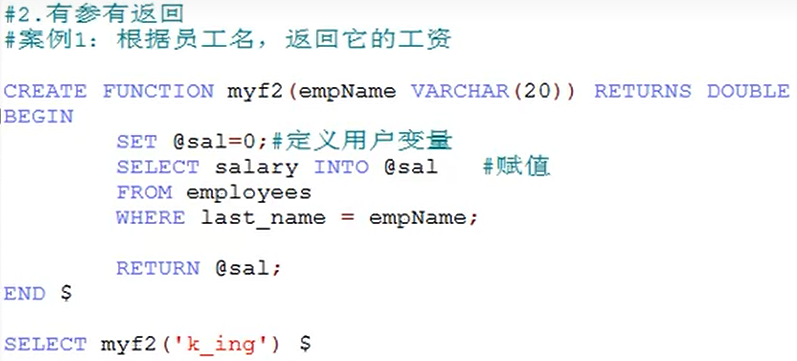 #2.有参有返回
#案例1：根据员工名，返回它的工资
CREATE FUNCTION myf2(empName VARCHAR(20)) RETURNS DOUBLE
BEGIN
SET @sal=0;#定义用户变量
SELECT salary INTO @sal #赋值
FROM employees
WHERE last_name = empName;
RETURN @sal;
END $
SELECT myf2('k_ing') $